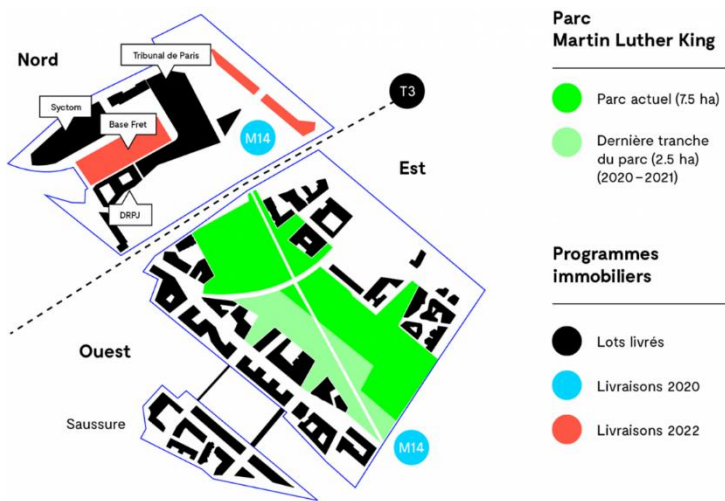 Nord
Tribunal de Paris
Syctom
Base Fret
DRPJ
M14
T3
Est
Ouest
Saussure
M14
Parc
Martin Luther King
Parc actuel (7.5 ha)
Dernière tranche
du parc (2.5 ha)
(2020–2021)
Programmes
immobiliers
Lots livrés
Livraisons 2020
Livraisons 2022